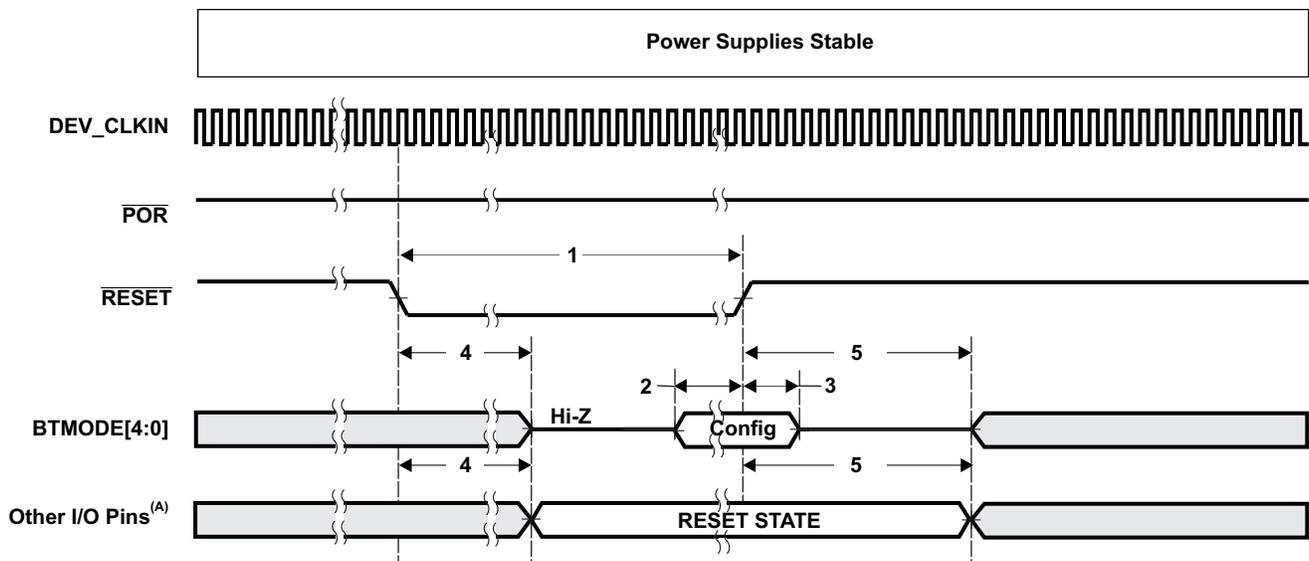 Power Supplies Stable
DEV_CLKIN
POR
1
RESET
4
5
2
3
BTMODE[4:0]
Hi-Z
Config
4
5
Other I/O Pins(A)
RESET STATE